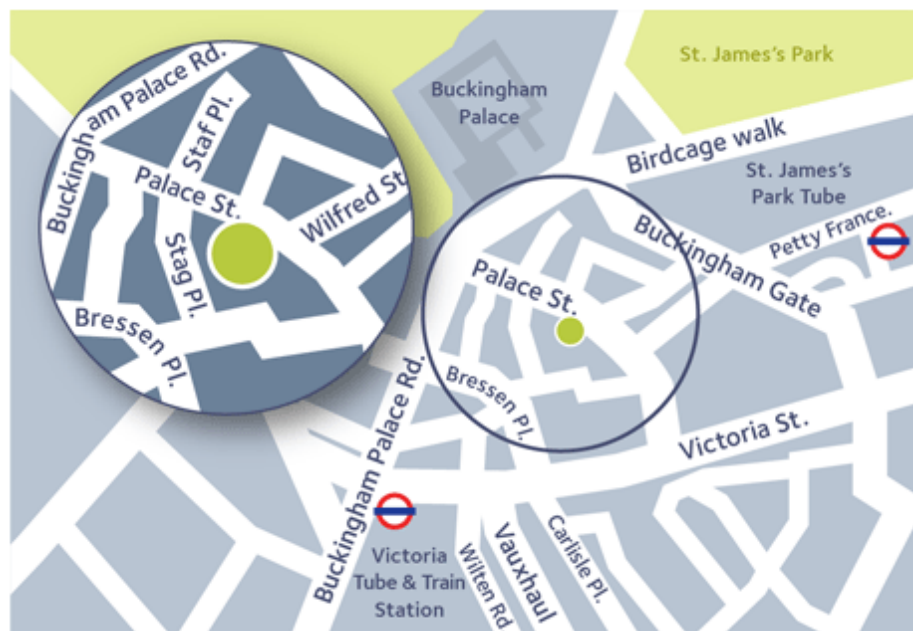 Buckingham Palace Rd.
Staf Pl.
Palace St.
Wilfred St
Stag Pl.
Bressen Pl.
Buckingham
Palace
St. James's Park
Birdcage walk
St. James's
Park Tube
Petty France.
Buckingham Gate
Palace St.
Bressen Pl.
Buckingham Palace Rd.
Victoria St.
Victoria
Tube & Train
Station
Wilten Rd
Vauxhaul
Carlisle Pl.